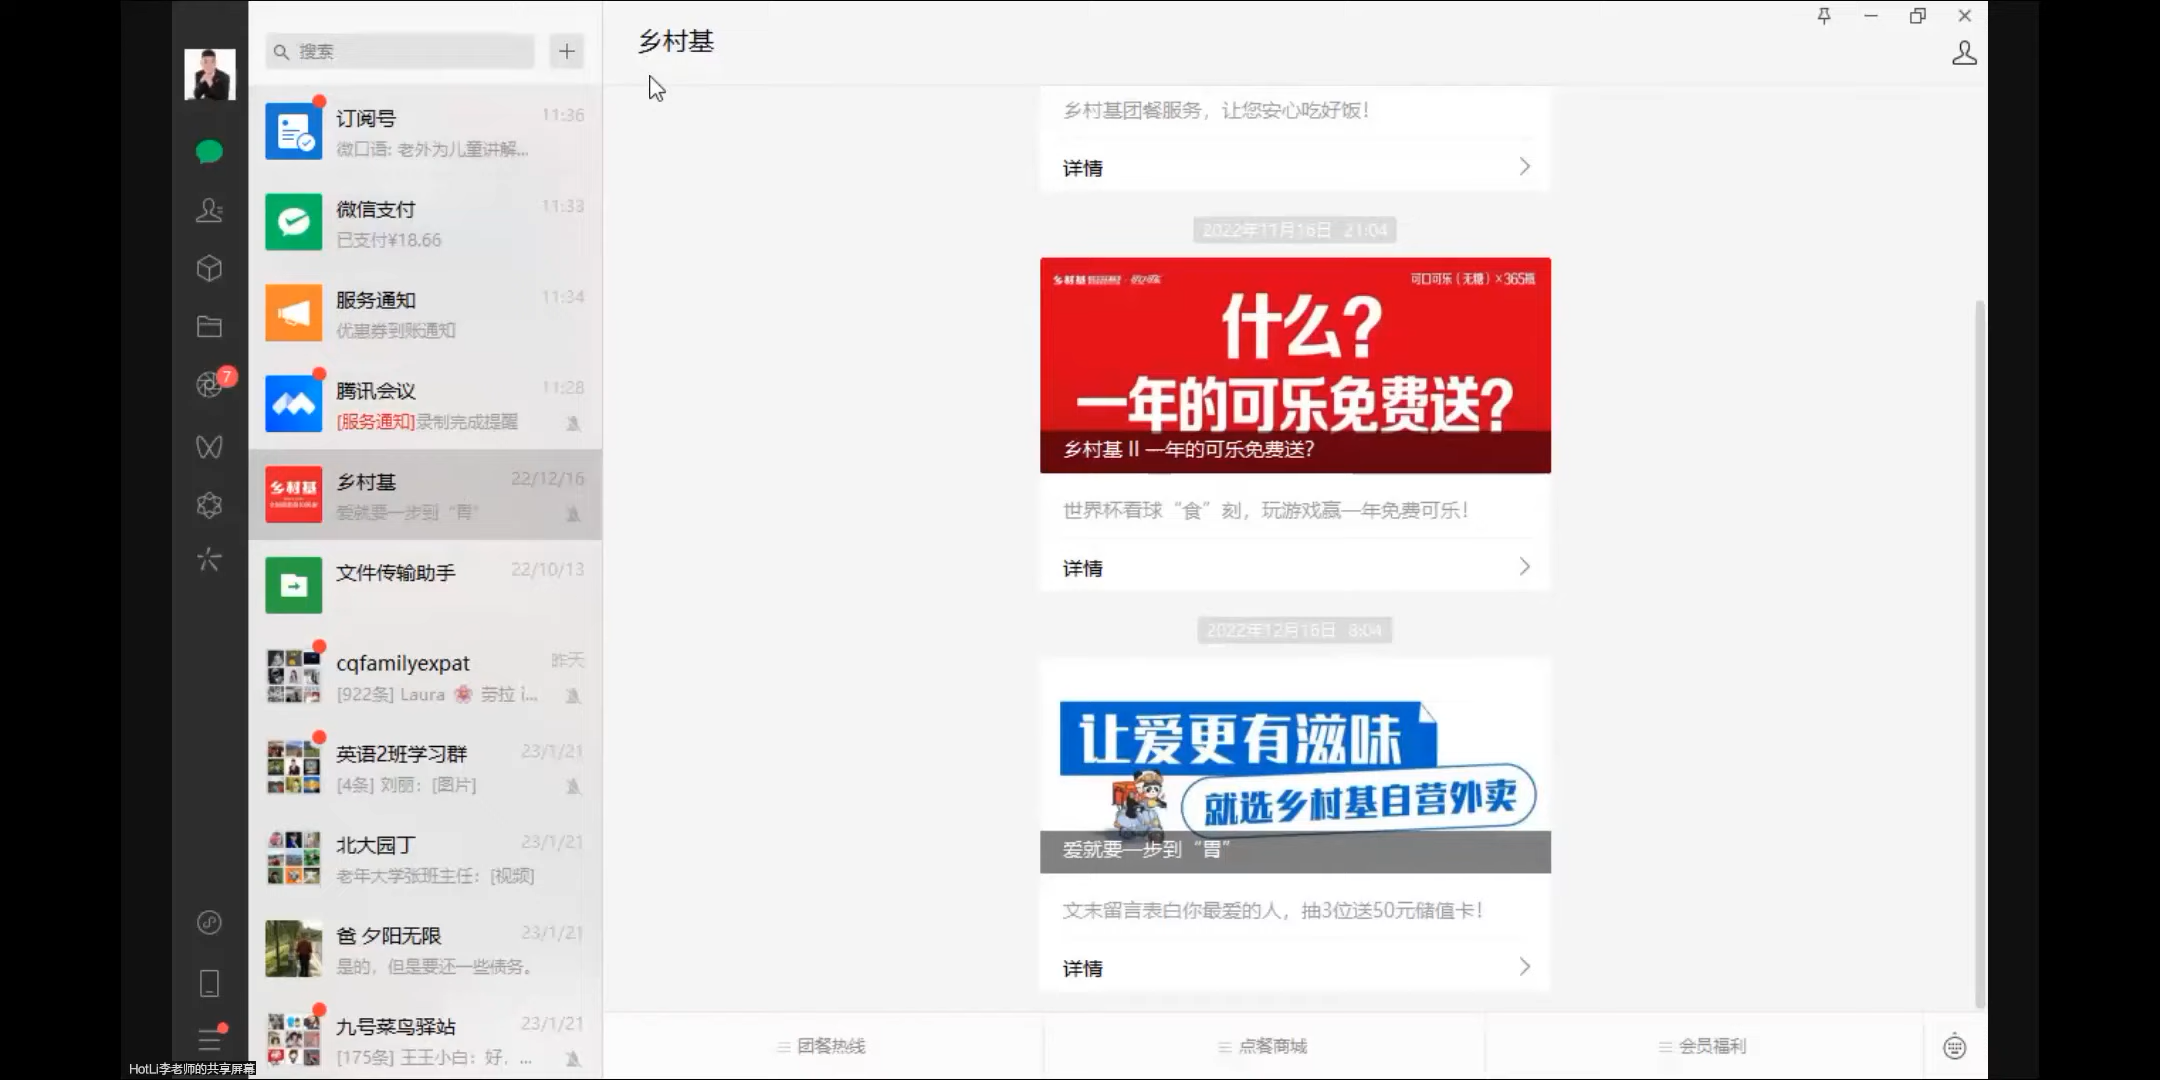 搜索
订阅号 11:36
微口语: 老外为儿童讲解...
微信支付 11:33
已支付¥18.66
服务通知 11:34
优惠券到账通知
腾讯会议 11:28
[服务通知]录制完成提醒
乡村基
乡村基 22/12/16
爱就要一步到“胃”
文件传输助手 22/10/13
cqfamilyexpat 昨天
[922条] Laura 🌸 劳拉 i...
英语2班学习群 23/1/21
[4条] 刘丽：[图片]
北大园丁 23/1/21
老年大学张班主任：[视频]
爸 夕阳无限 23/1/21
是的，但是要还一些债务。
九号菜鸟驿站 23/1/21
[175条] 王王小白：好，...
7
HotLi李老师的共享屏幕
乡村基
乡村基团餐服务，让您安心吃好饭！
详情
2022年11月16日 21:04
乡村基
可口可乐（无糖）×365瓶
什么？
一年的可乐免费送？
乡村基 II 一年的可乐免费送？
世界杯看球“食”刻，玩游戏赢一年免费可乐！
详情
2022年12月16日 8:04
让爱更有滋味
就选乡村基自营外卖
爱就要一步到“胃”
文末留言表白你最爱的人，抽3位送50元储值卡！
详情
团餐热线
点餐商城
会员福利